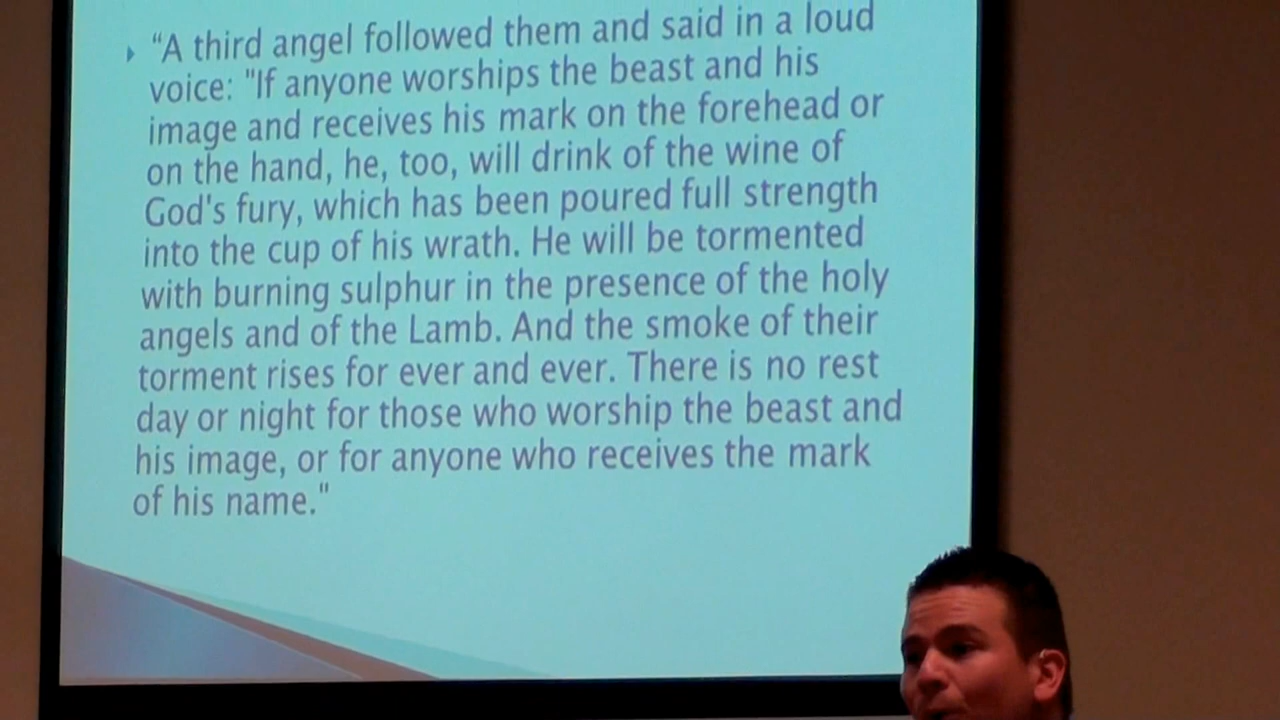 “A third angel followed them and said in a loud
voice: "If anyone worships the beast and his
image and receives his mark on the forehead or
on the hand, he, too, will drink of the wine of
God's fury, which has been poured full strength
into the cup of his wrath. He will be tormented
with burning sulphur in the presence of the holy
angels and of the Lamb. And the smoke of their
torment rises for ever and ever. There is no rest
day or night for those who worship the beast and
his image, or for anyone who receives the mark
of his name."